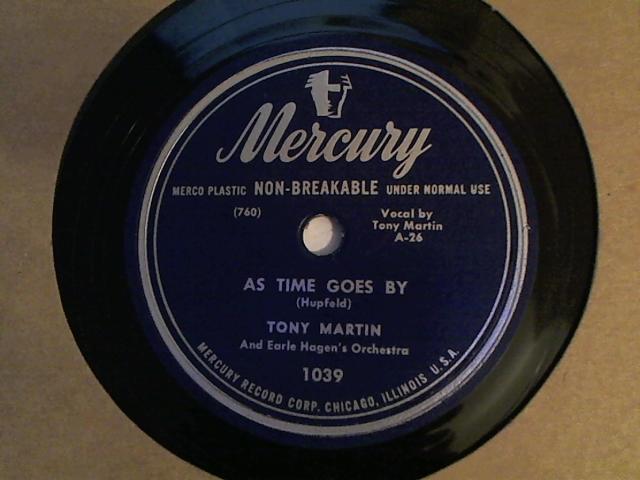 Mercury
MERCO PLASTIC NON-BREAKABLE UNDER NORMAL USE
(760)
Vocal by
Tony Martin
A-26
AS TIME GOES BY
(Hupfeld)
TONY MARTIN
And Earle Hagen's Orchestra
1039
MERCURY RECORD CORP. CHICAGO, ILLINOIS U.S.A.